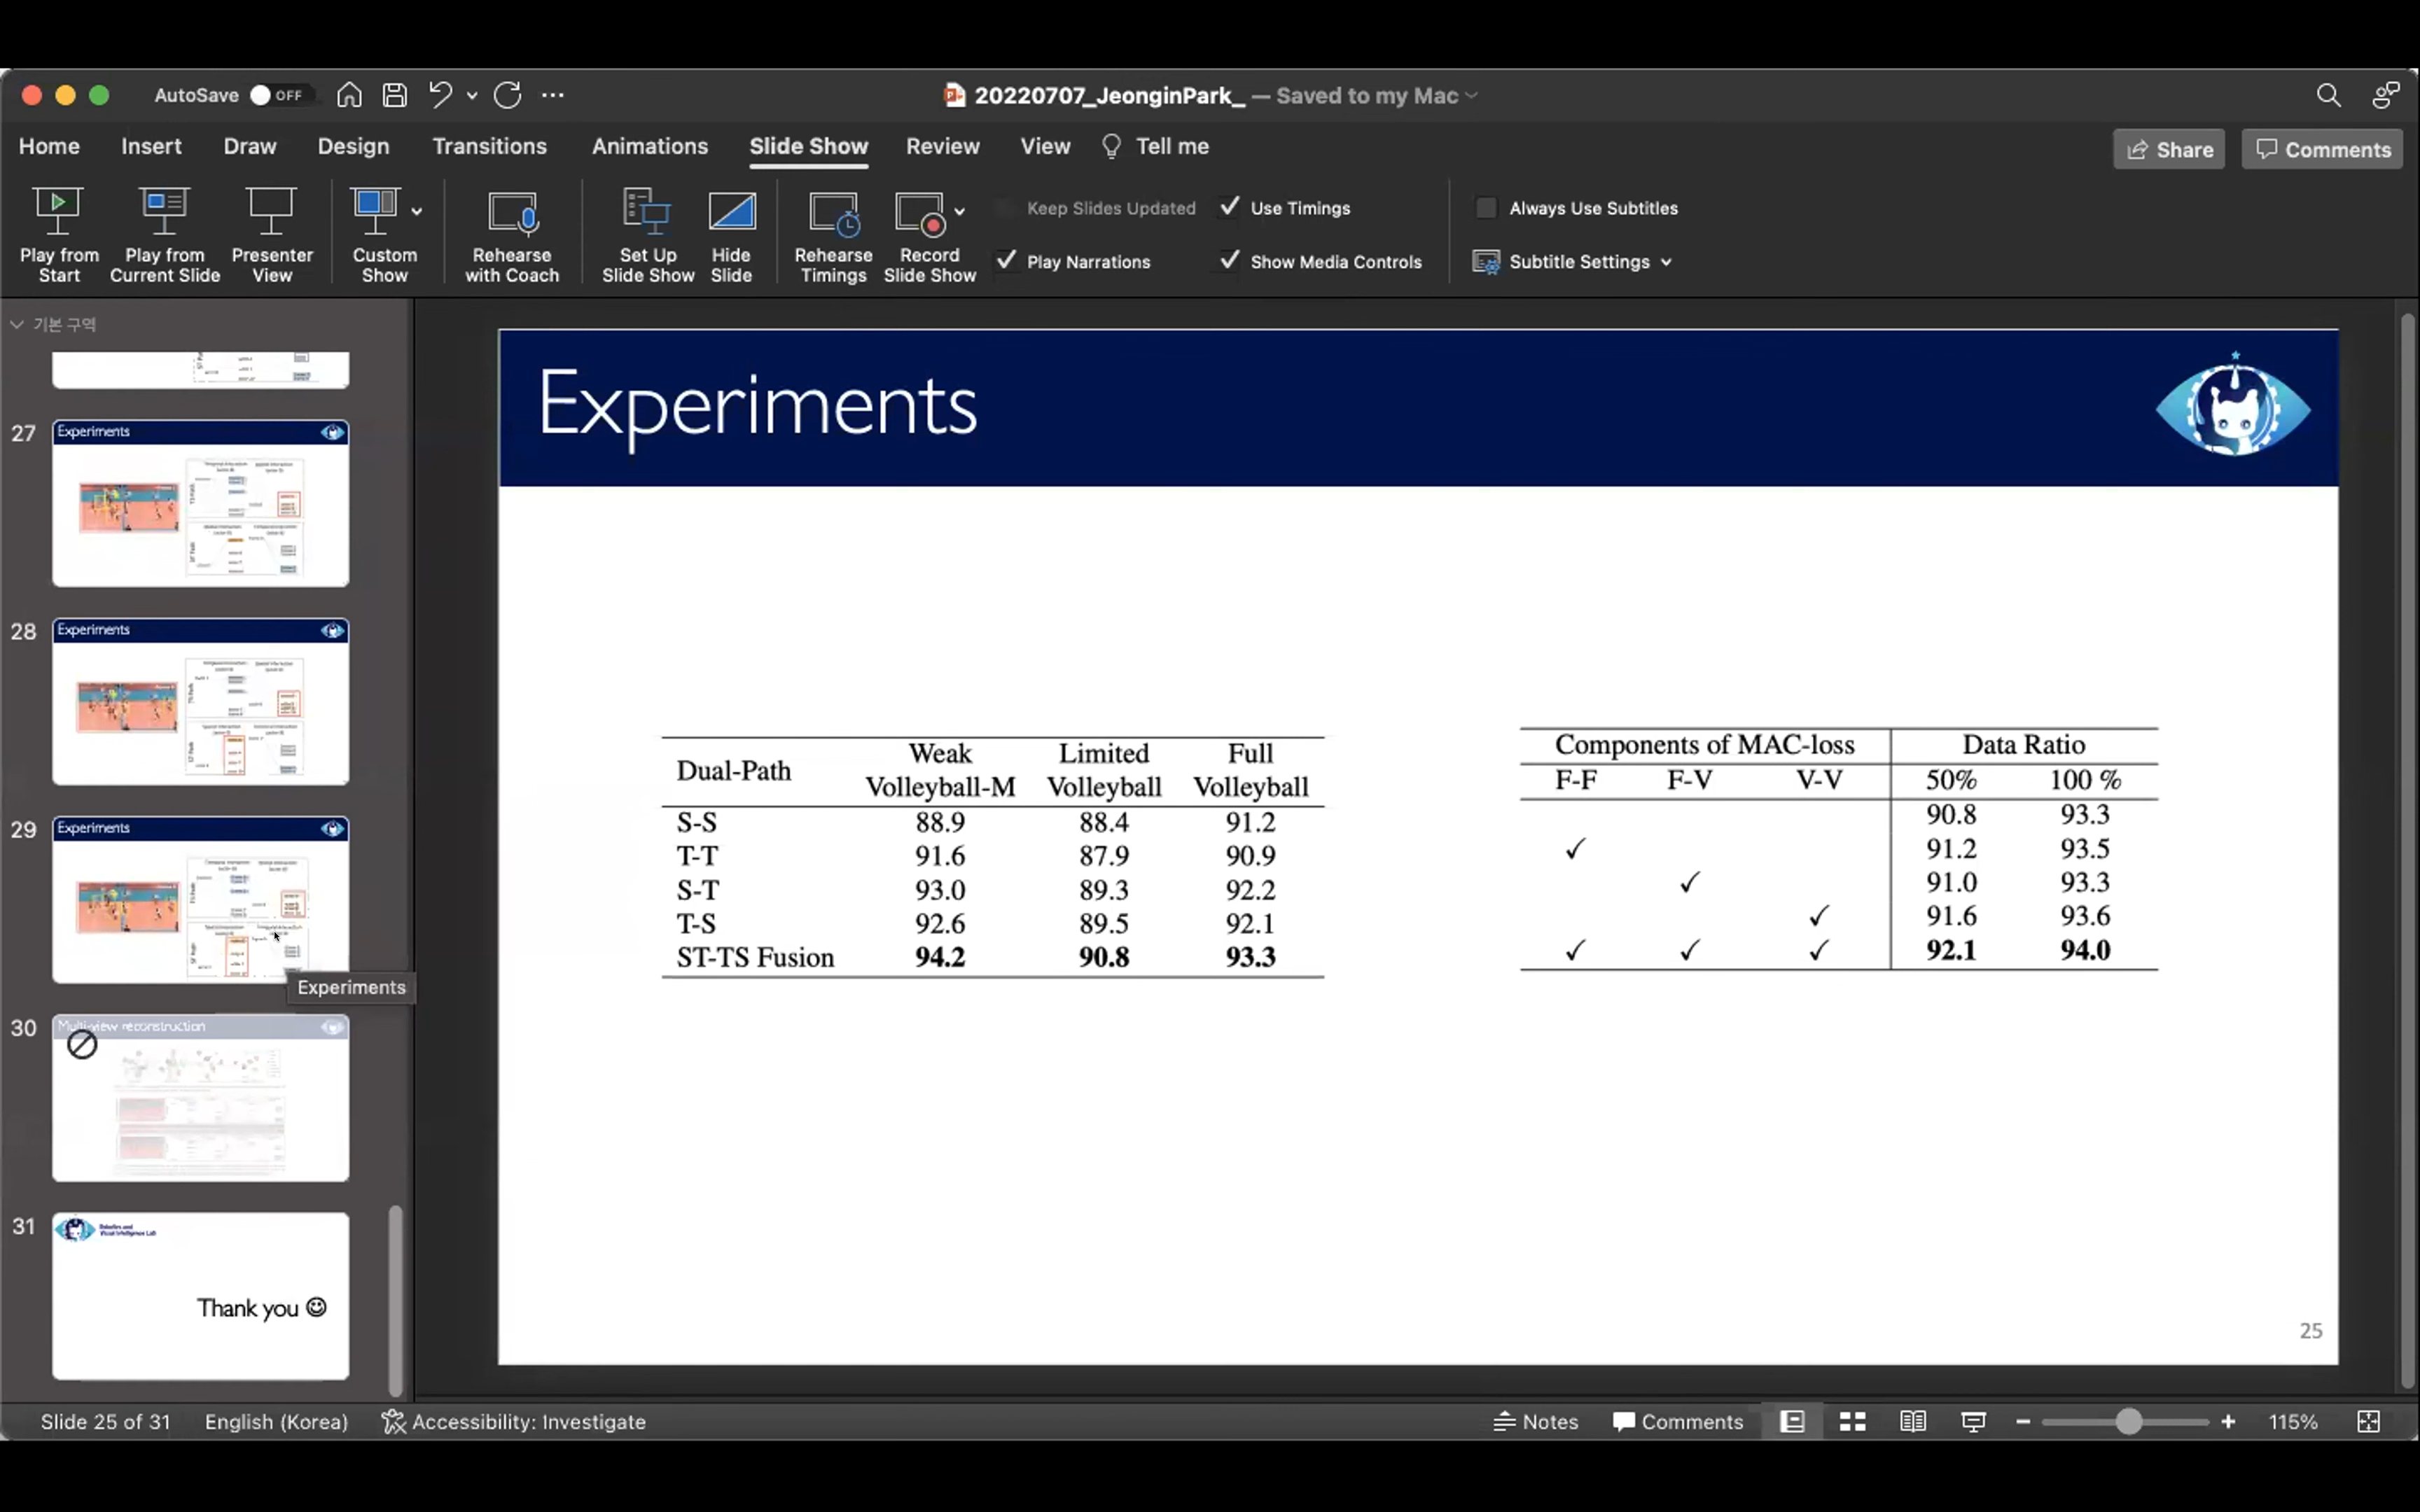 AutoSave OFF
20220707_JeonginPark_ — Saved to my Mac
Home Insert Draw Design Transitions Animations Slide Show Review View Tell me Share Comments
Play from Start
Play from Current Slide
Presenter View
Custom Show
Rehearse with Coach
Set Up Slide Show
Hide Slide
Rehearse Timings
Record Slide Show
Keep Slides Updated
Play Narrations
Use Timings
Show Media Controls
Always Use Subtitles
Subtitle Settings
기본 구역
27
Experiments
28
Experiments
29
Experiments
Experiments
30
Multi-view reconstruction
31
Robotics and
Visual Intelligence Lab
Thank you ☺
Experiments
Dual-Path Weak Volleyball-M Limited Volleyball Full Volleyball
S-S 88.9 88.4 91.2
T-T 91.6 87.9 90.9
S-T 93.0 89.3 92.2
T-S 92.6 89.5 92.1
ST-TS Fusion 94.2 90.8 93.3
Components of MAC-loss Data Ratio
F-F F-V V-V 50% 100 %
90.8 93.3
✓ 91.2 93.5
✓ 91.0 93.3
✓ 91.6 93.6
✓ ✓ ✓ 92.1 94.0
25
Slide 25 of 31 English (Korea) Accessibility: Investigate Notes Comments 115%